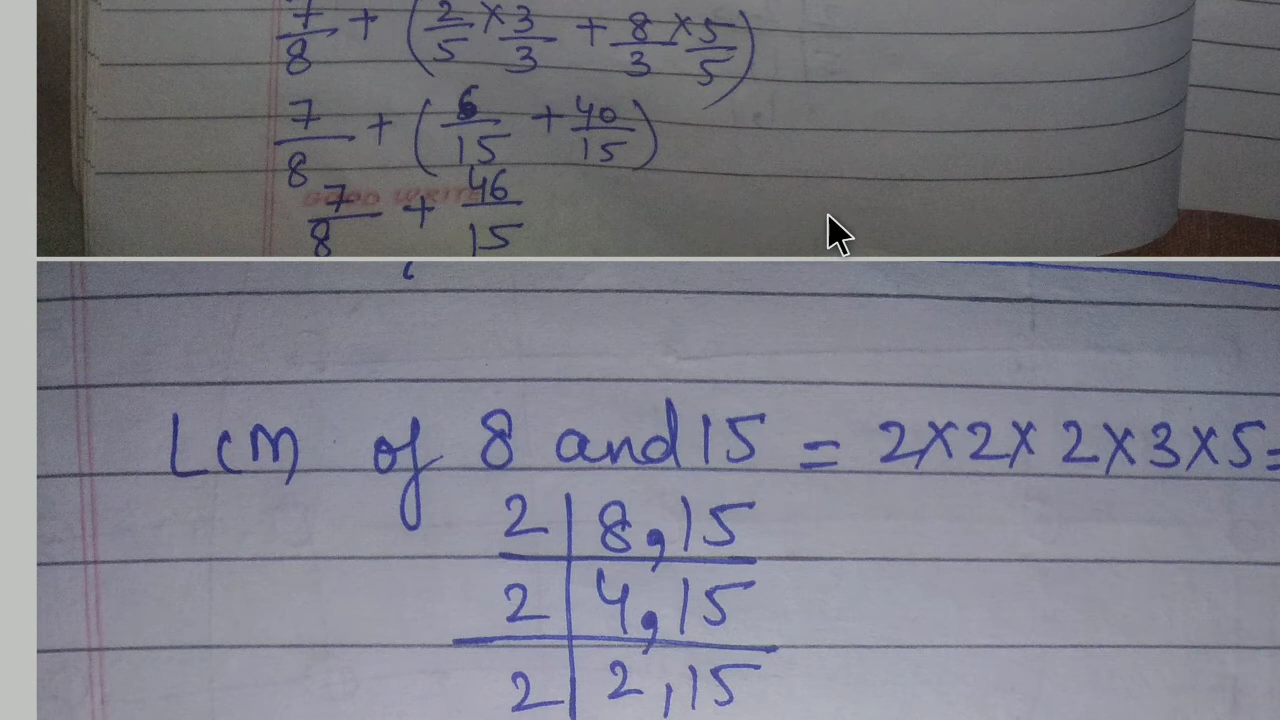 7/8 + (2/5 × 3/3 + 8/3 × 5/5)
7/8 + (6/15 + 40/15)
GOOD WRITE
7/8 + 46/15
LCM of 8 and 15 = 2×2×2×3×5=
2 | 8,15
2 | 4,15
2 | 2,15